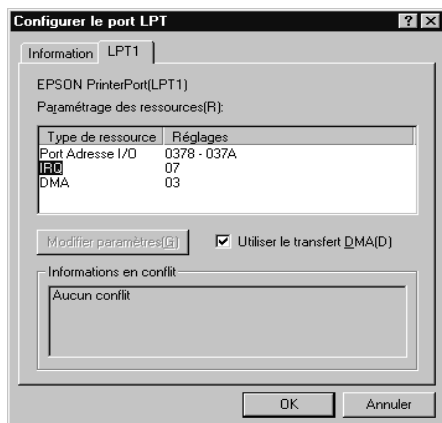 Configurer le port LPT
Information LPT1
EPSON PrinterPort(LPT1)
Paramétrage des ressources(R):
Type de ressource Réglages
Port Adresse I/O 0378 - 037A
IRQ 07
DMA 03
Modifier paramètres(G) Utiliser le transfert DMA(D)
Informations en conflit
Aucun conflit
OK Annuler